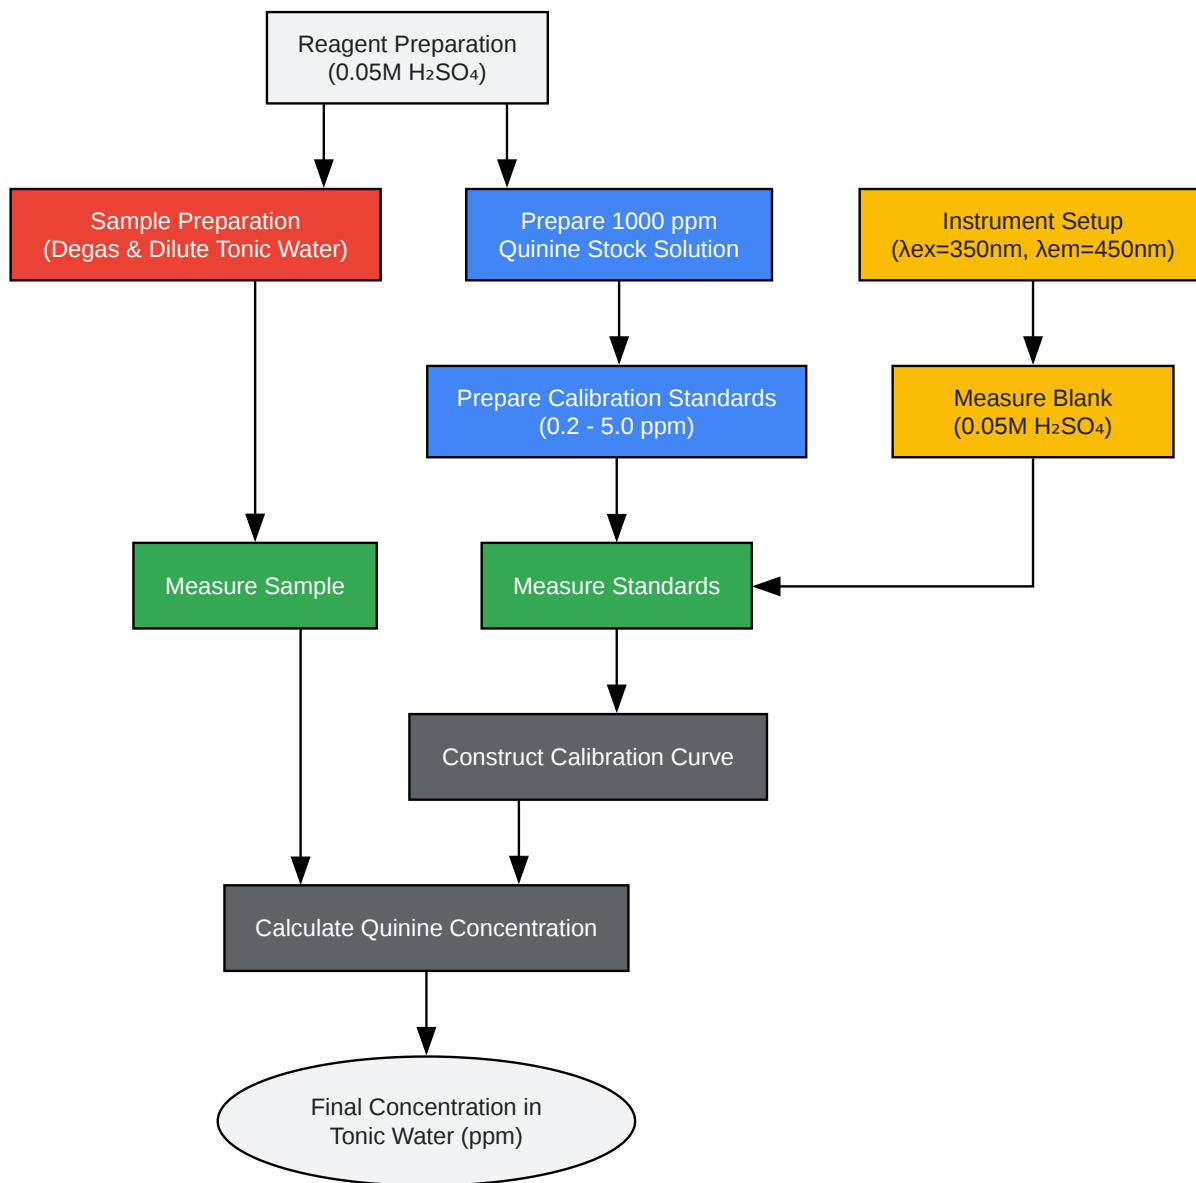 Reagent Preparation
(0.05M H₂SO₄)
Sample Preparation
(Degas & Dilute Tonic Water)
Prepare 1000 ppm
Quinine Stock Solution
Instrument Setup
(λex=350nm, λem=450nm)
Prepare Calibration Standards
(0.2 - 5.0 ppm)
Measure Blank
(0.05M H₂SO₄)
Measure Sample
Measure Standards
Construct Calibration Curve
Calculate Quinine Concentration
Final Concentration in
Tonic Water (ppm)